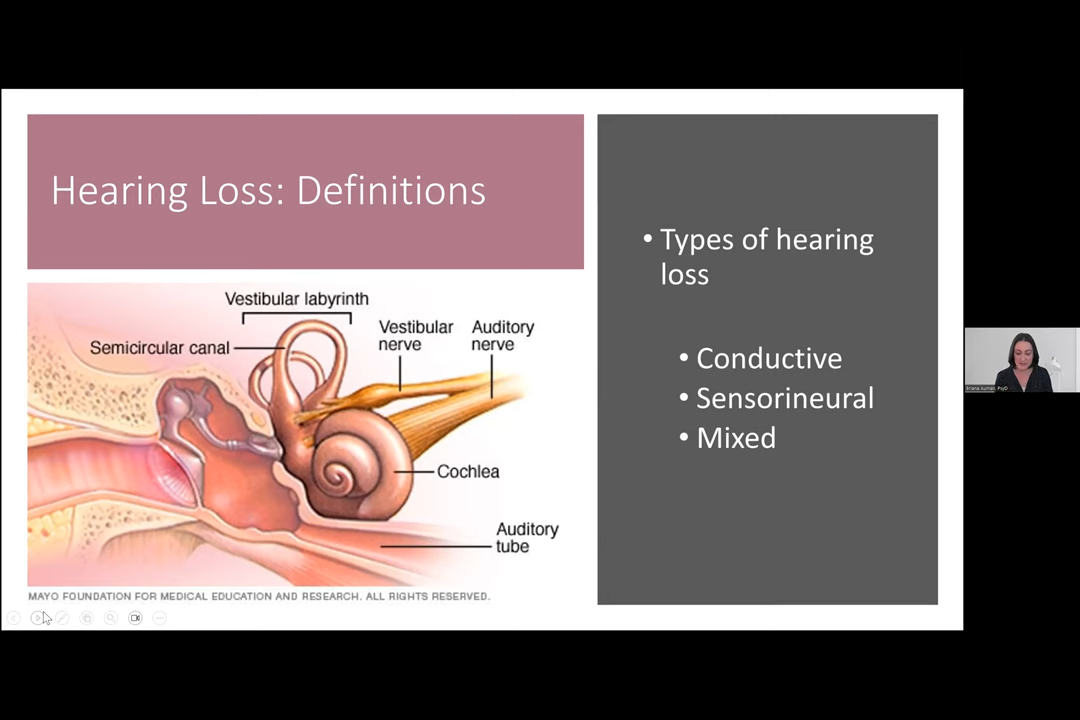 Hearing Loss: Definitions
Vestibular labyrinth
Semicircular canal
Vestibular
nerve
Auditory
nerve
Cochlea
Auditory
tube
MAYO FOUNDATION FOR MEDICAL EDUCATION AND RESEARCH. ALL RIGHTS RESERVED.
• Types of hearing
loss
• Conductive
• Sensorineural
• Mixed